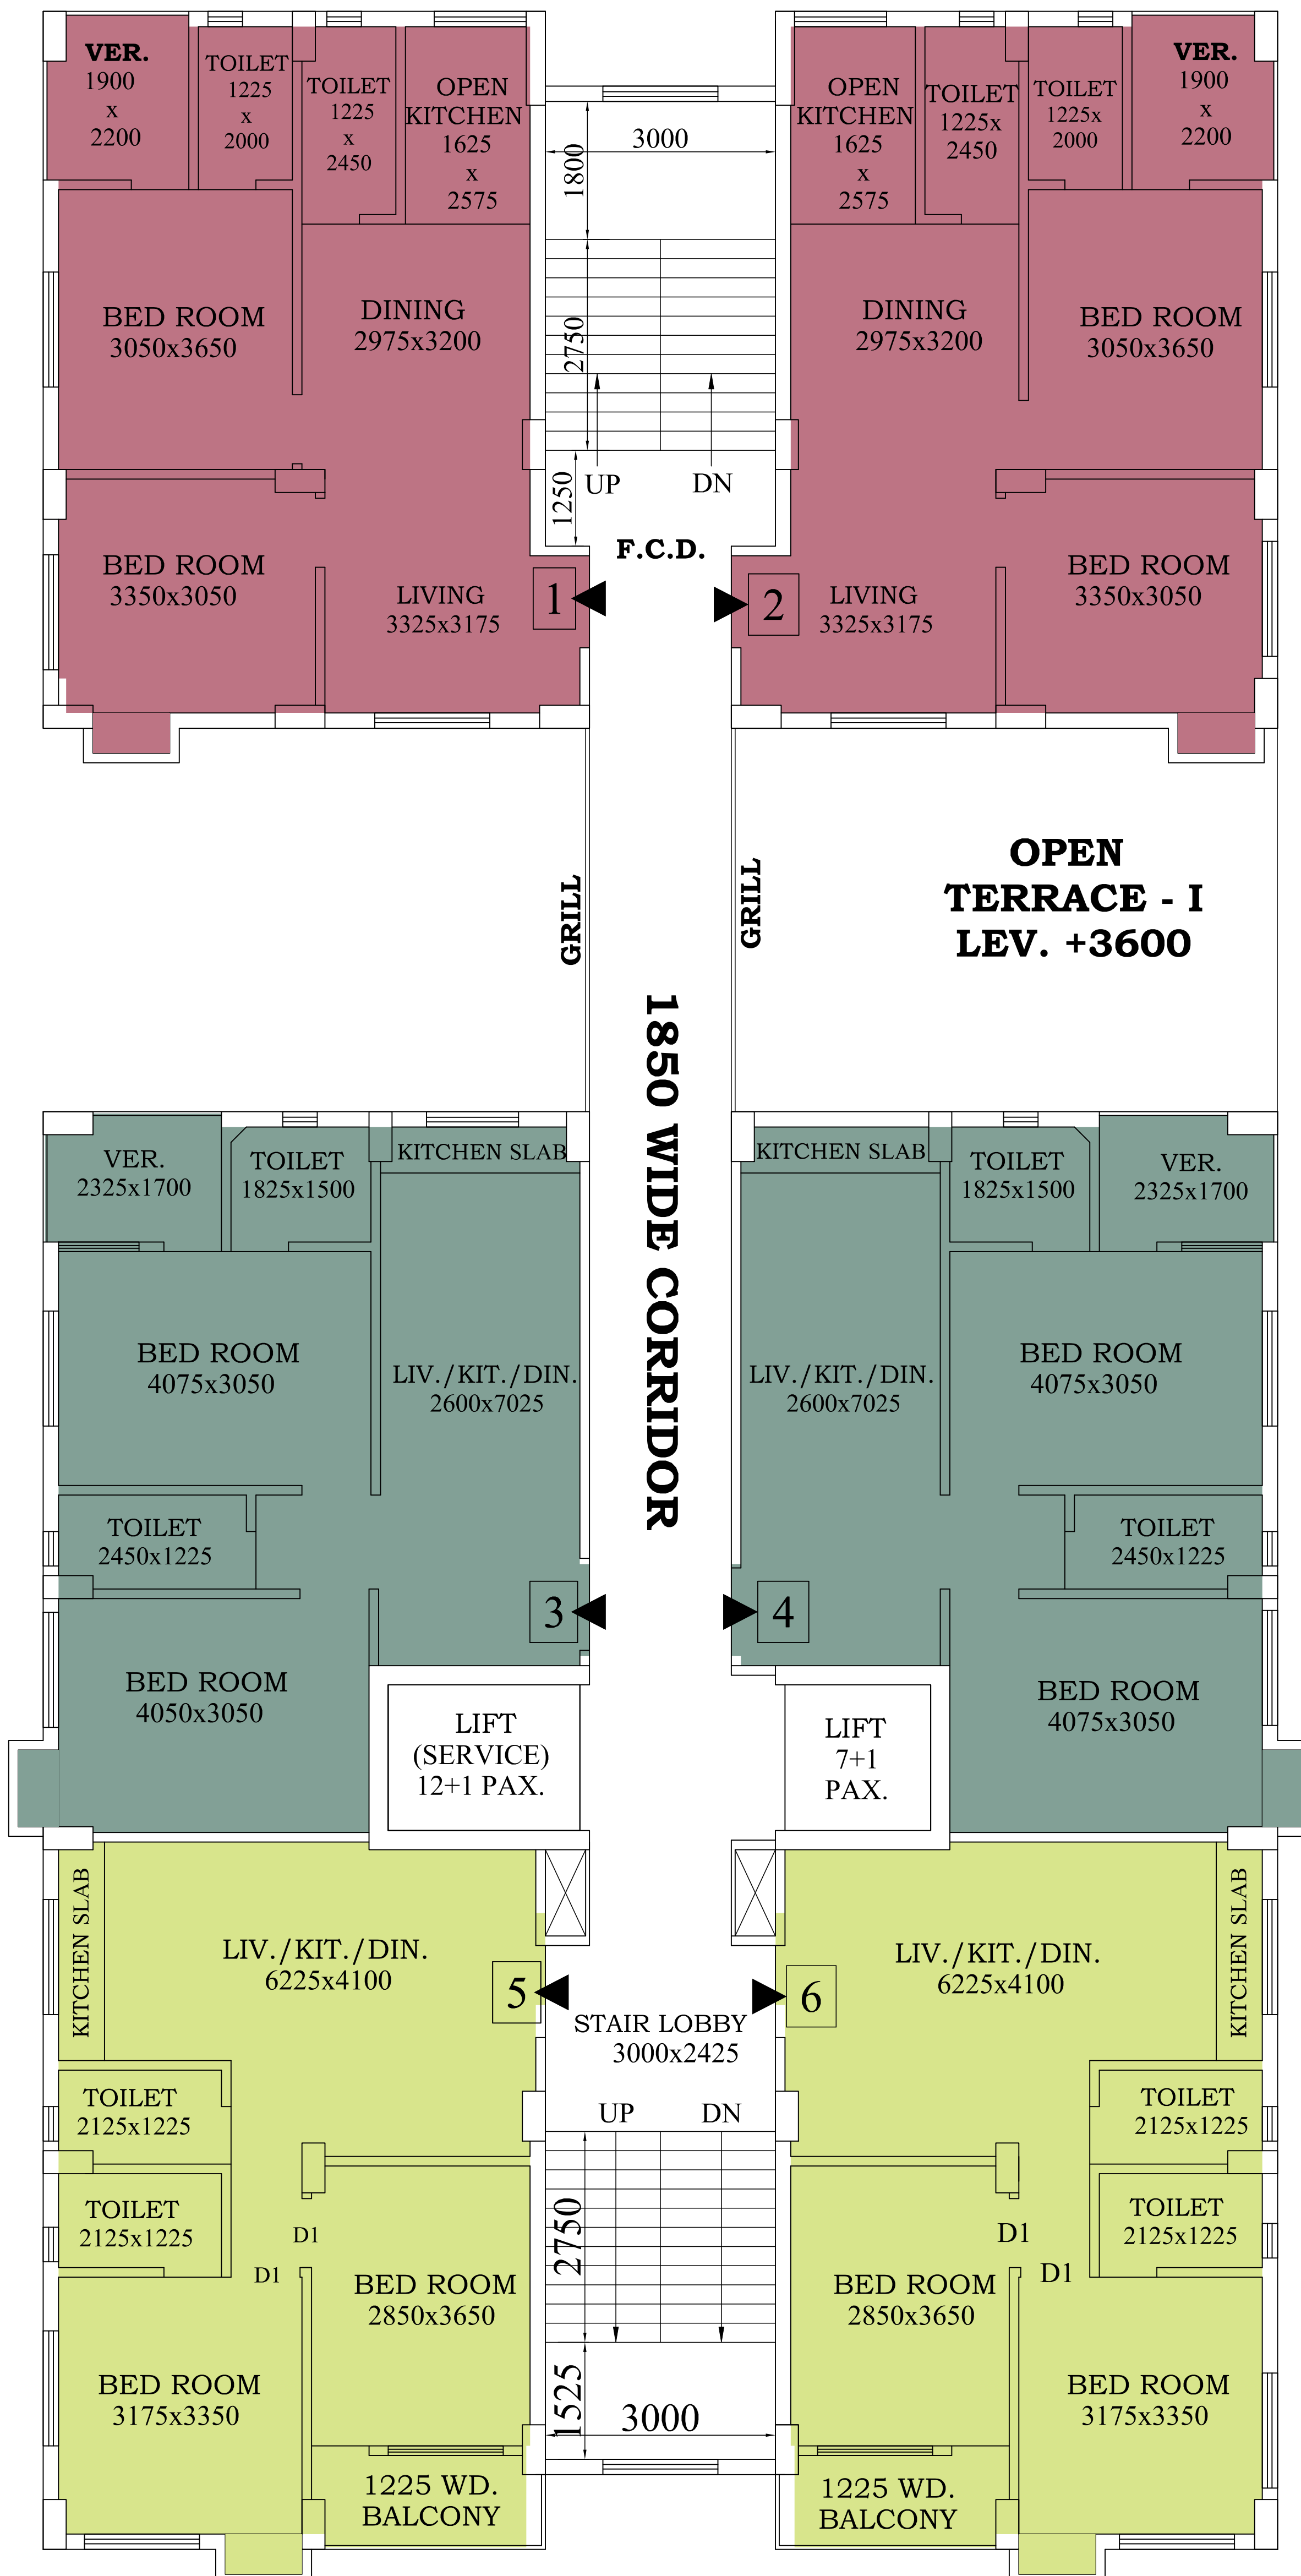 VER.
1900
x
2200
TOILET
1225
x
2000
TOILET
1225
x
2450
OPEN
KITCHEN
1625
x
2575
3000
1800
OPEN
KITCHEN
1625
x
2575
TOILET
1225x
2450
TOILET
1225x
2000
VER.
1900
x
2200
BED ROOM
3050x3650
DINING
2975x3200
2750
DINING
2975x3200
BED ROOM
3050x3650
1250
UP
DN
F.C.D.
BED ROOM
3350x3050
LIVING
3325x3175
1
2
LIVING
3325x3175
BED ROOM
3350x3050
GRILL
GRILL
OPEN
TERRACE - I
LEV. +3600
1850 WIDE CORRIDOR
VER.
2325x1700
TOILET
1825x1500
KITCHEN SLAB
KITCHEN SLAB
TOILET
1825x1500
VER.
2325x1700
BED ROOM
4075x3050
LIV./KIT./DIN.
2600x7025
LIV./KIT./DIN.
2600x7025
BED ROOM
4075x3050
TOILET
2450x1225
TOILET
2450x1225
3
4
BED ROOM
4050x3050
LIFT
(SERVICE)
12+1 PAX.
LIFT
7+1
PAX.
BED ROOM
4075x3050
KITCHEN SLAB
LIV./KIT./DIN.
6225x4100
5
6
LIV./KIT./DIN.
6225x4100
KITCHEN SLAB
STAIR LOBBY
3000x2425
TOILET
2125x1225
UP
DN
TOILET
2125x1225
TOILET
2125x1225
D1
D1
2750
D1
D1
TOILET
2125x1225
BED ROOM
2850x3650
BED ROOM
2850x3650
BED ROOM
3175x3350
1525
3000
BED ROOM
3175x3350
1225 WD.
BALCONY
1225 WD.
BALCONY